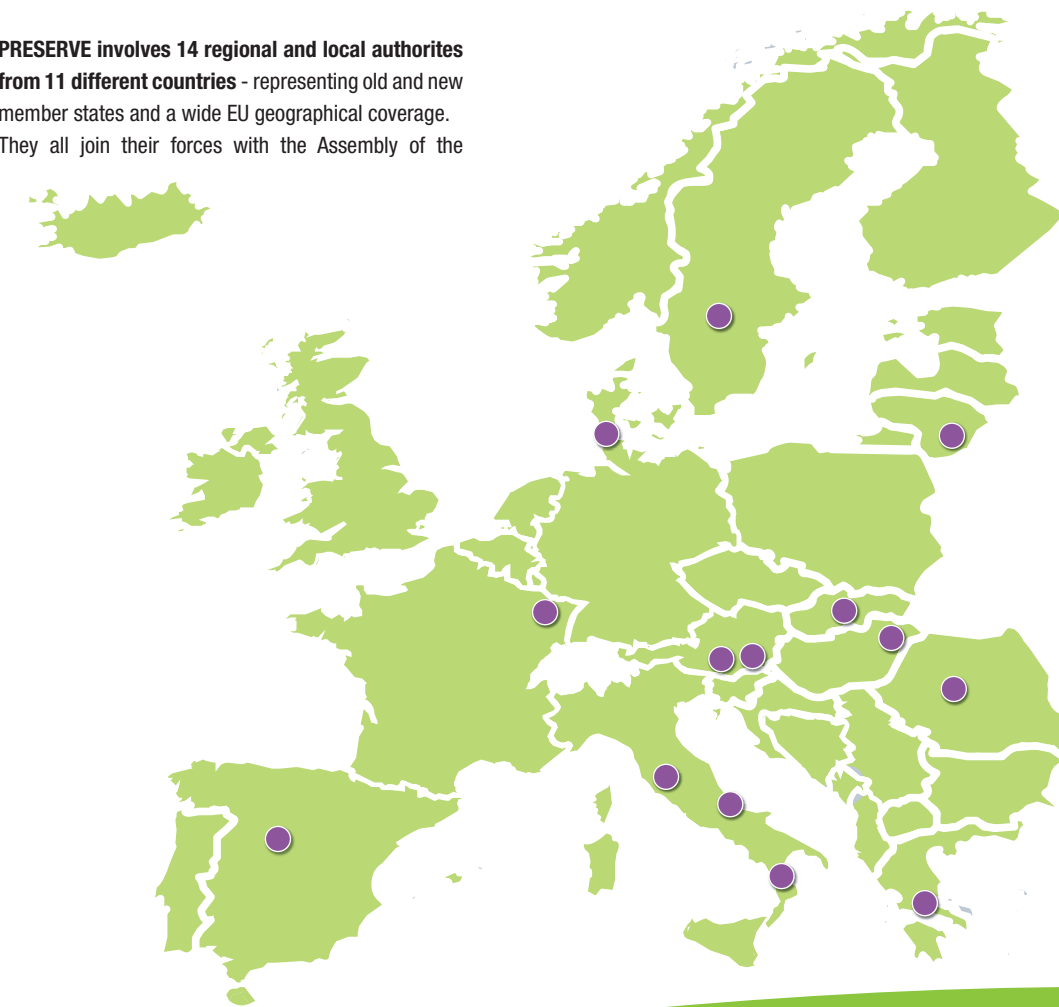 PRESERVE involves 14 regional and local authorites
from 11 different countries - representing old and new
member states and a wide EU geographical coverage.
They all join their forces with the Assembly of the